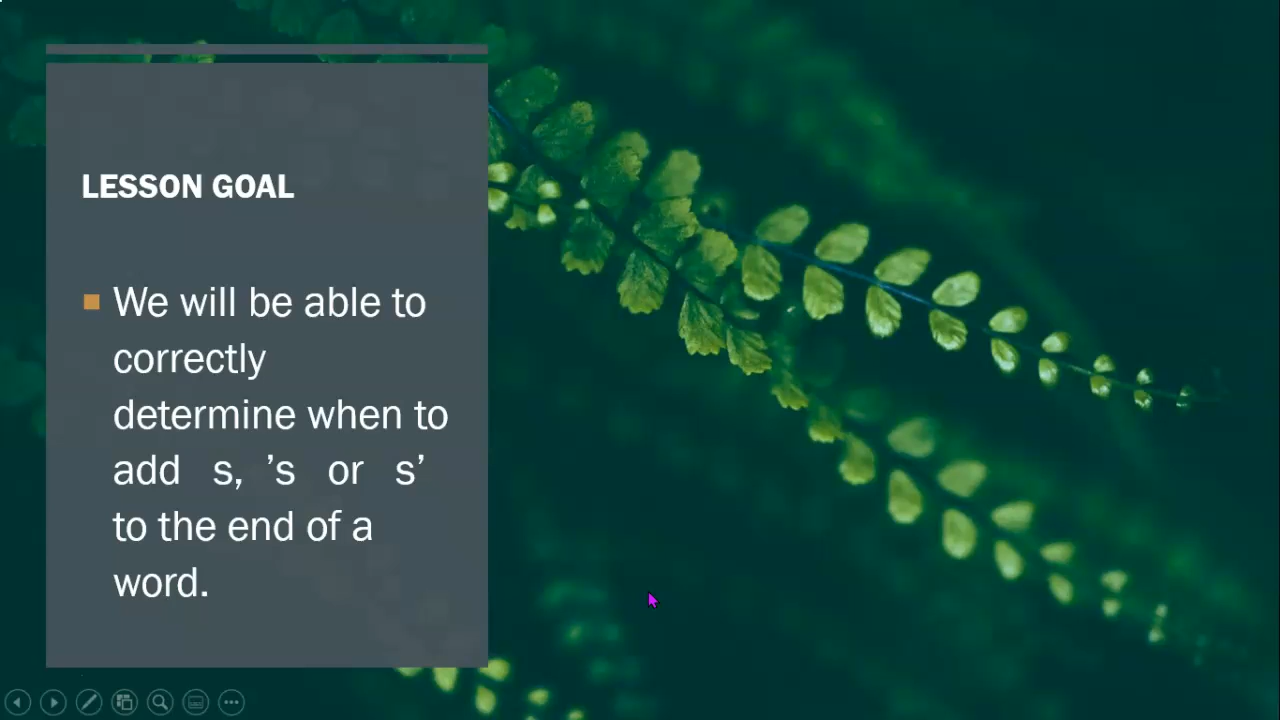 LESSON GOAL
We will be able to
correctly
determine when to
add s, ’s or s’
to the end of a
word.